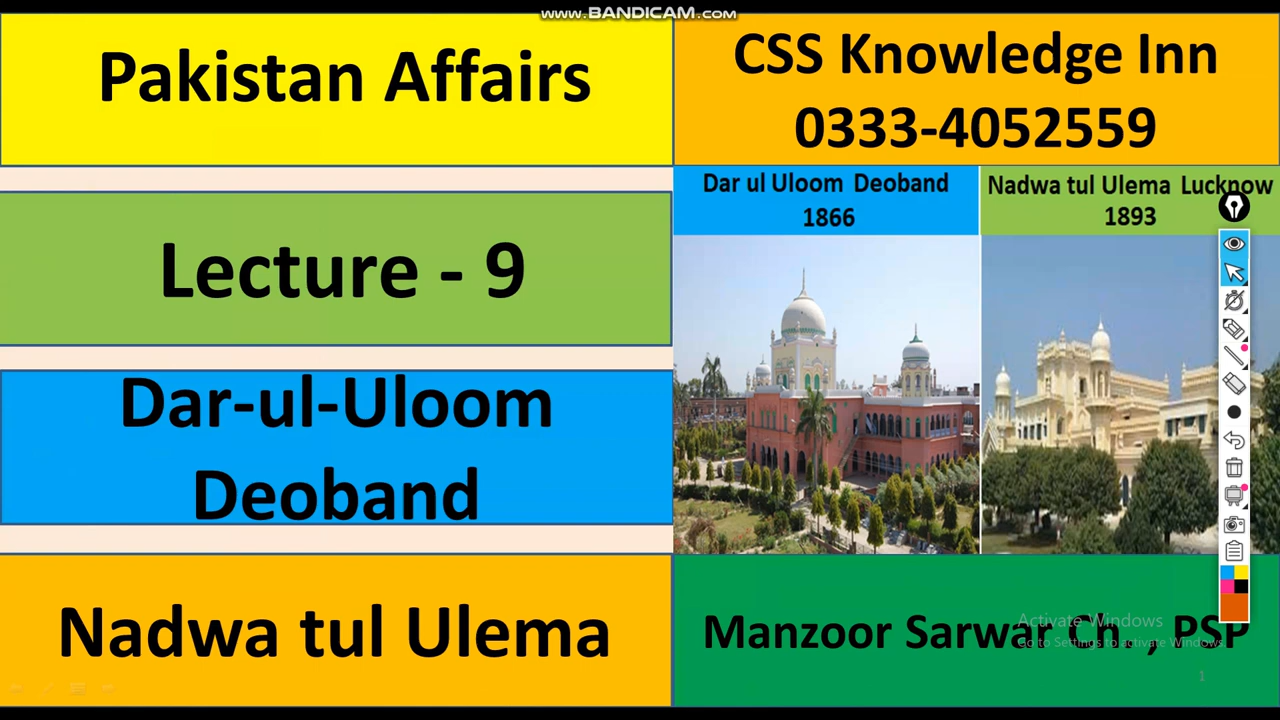 www.BANDICAM.com
Pakistan Affairs
CSS Knowledge Inn
0333-4052559
Dar ul Uloom Deoband
1866
Nadwa tul Ulema Lucknow
1893
Lecture - 9
Dar-ul-Uloom
Deoband
Nadwa tul Ulema
Manzoor Sarwar , PSP
Activate Windows
Go to Settings to activate Windows.
1